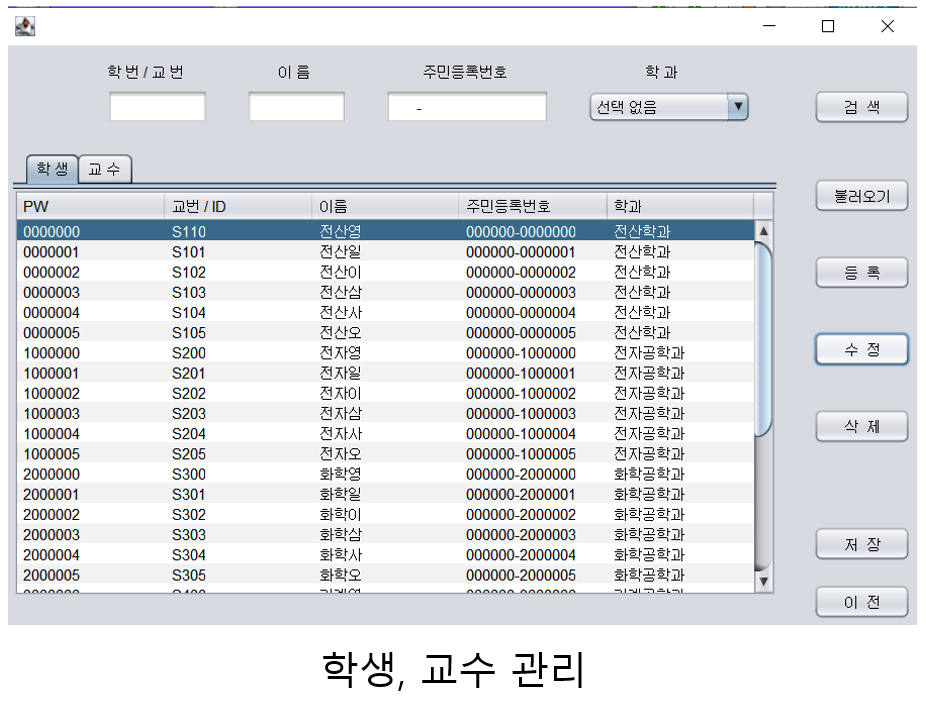 학 번 / 교 번 이 름 주민등록번호 학 과
- 선택 없음 검 색
학 생 교 수
불러오기
PW 교번 / ID 이름 주민등록번호 학과
0000000 S110 전산영 000000-0000000 전산학과
0000001 S101 전산일 000000-0000001 전산학과
0000002 S102 전산이 000000-0000002 전산학과
0000003 S103 전산삼 000000-0000003 전산학과
0000004 S104 전산사 000000-0000004 전산학과
0000005 S105 전산오 000000-0000005 전산학과
1000000 S200 전자영 000000-1000000 전자공학과
1000001 S201 전자일 000000-1000001 전자공학과
1000002 S202 전자이 000000-1000002 전자공학과
1000003 S203 전자삼 000000-1000003 전자공학과
1000004 S204 전자사 000000-1000004 전자공학과
1000005 S205 전자오 000000-1000005 전자공학과
2000000 S300 화학영 000000-2000000 화학공학과
2000001 S301 화학일 000000-2000001 화학공학과
2000002 S302 화학이 000000-2000002 화학공학과
2000003 S303 화학삼 000000-2000003 화학공학과
2000004 S304 화학사 000000-2000004 화학공학과
2000005 S305 화학오 000000-2000005 화학공학과
등 록
수 정
삭 제
저 장
이 전
학생, 교수 관리